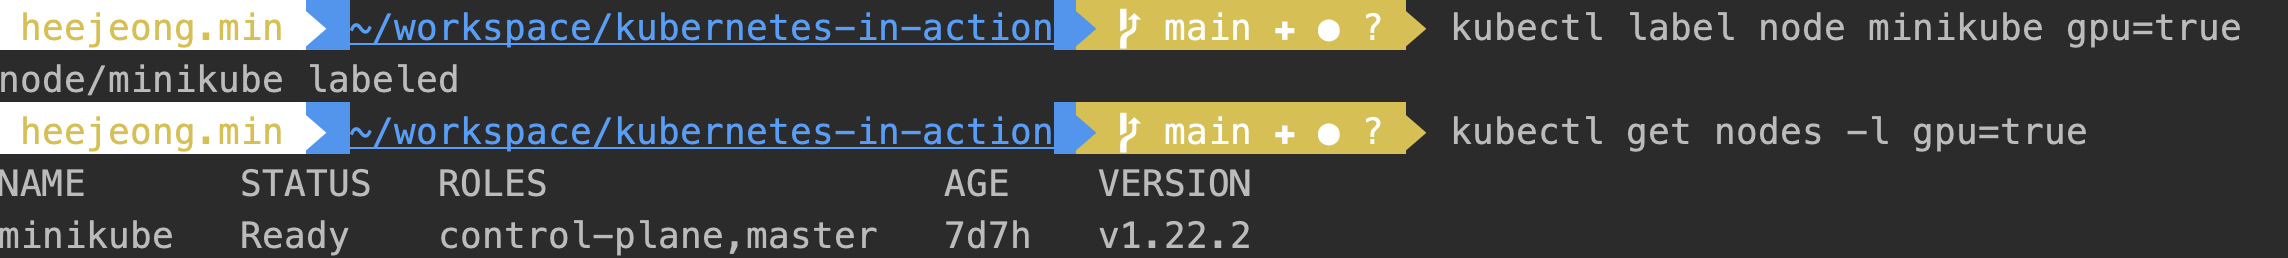 heejeong.min ~/workspace/kubernetes-in-action main + ● ? kubectl label node minikube gpu=true
node/minikube labeled
heejeong.min ~/workspace/kubernetes-in-action main + ● ? kubectl get nodes -l gpu=true
NAME STATUS ROLES AGE VERSION
minikube Ready control-plane,master 7d7h v1.22.2